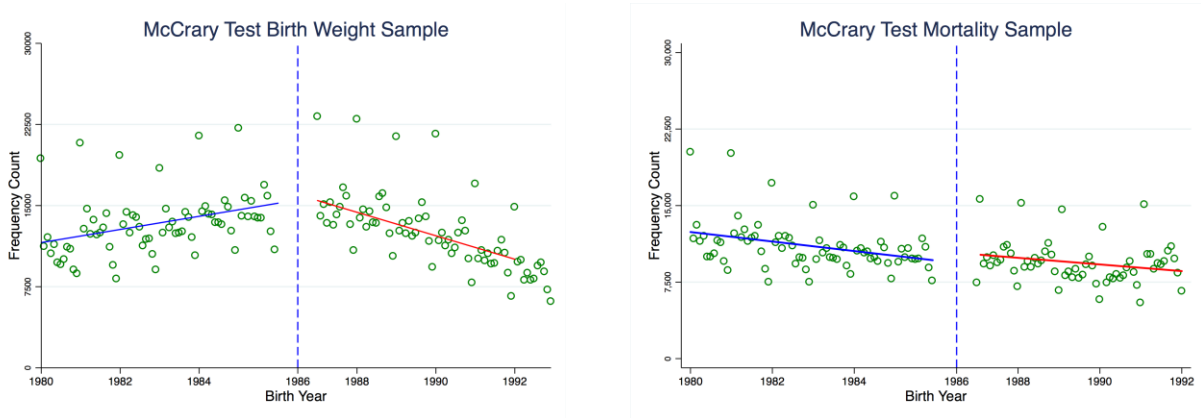 McCrary Test Birth Weight Sample
Frequency Count
30000
22500
15000
7500
0
1980 1982 1984 1986 1988 1990 1992
Birth Year
McCrary Test Mortality Sample
Frequency Count
30,000
22,500
15,000
7,500
0
1980 1982 1984 1986 1988 1990 1992
Birth Year